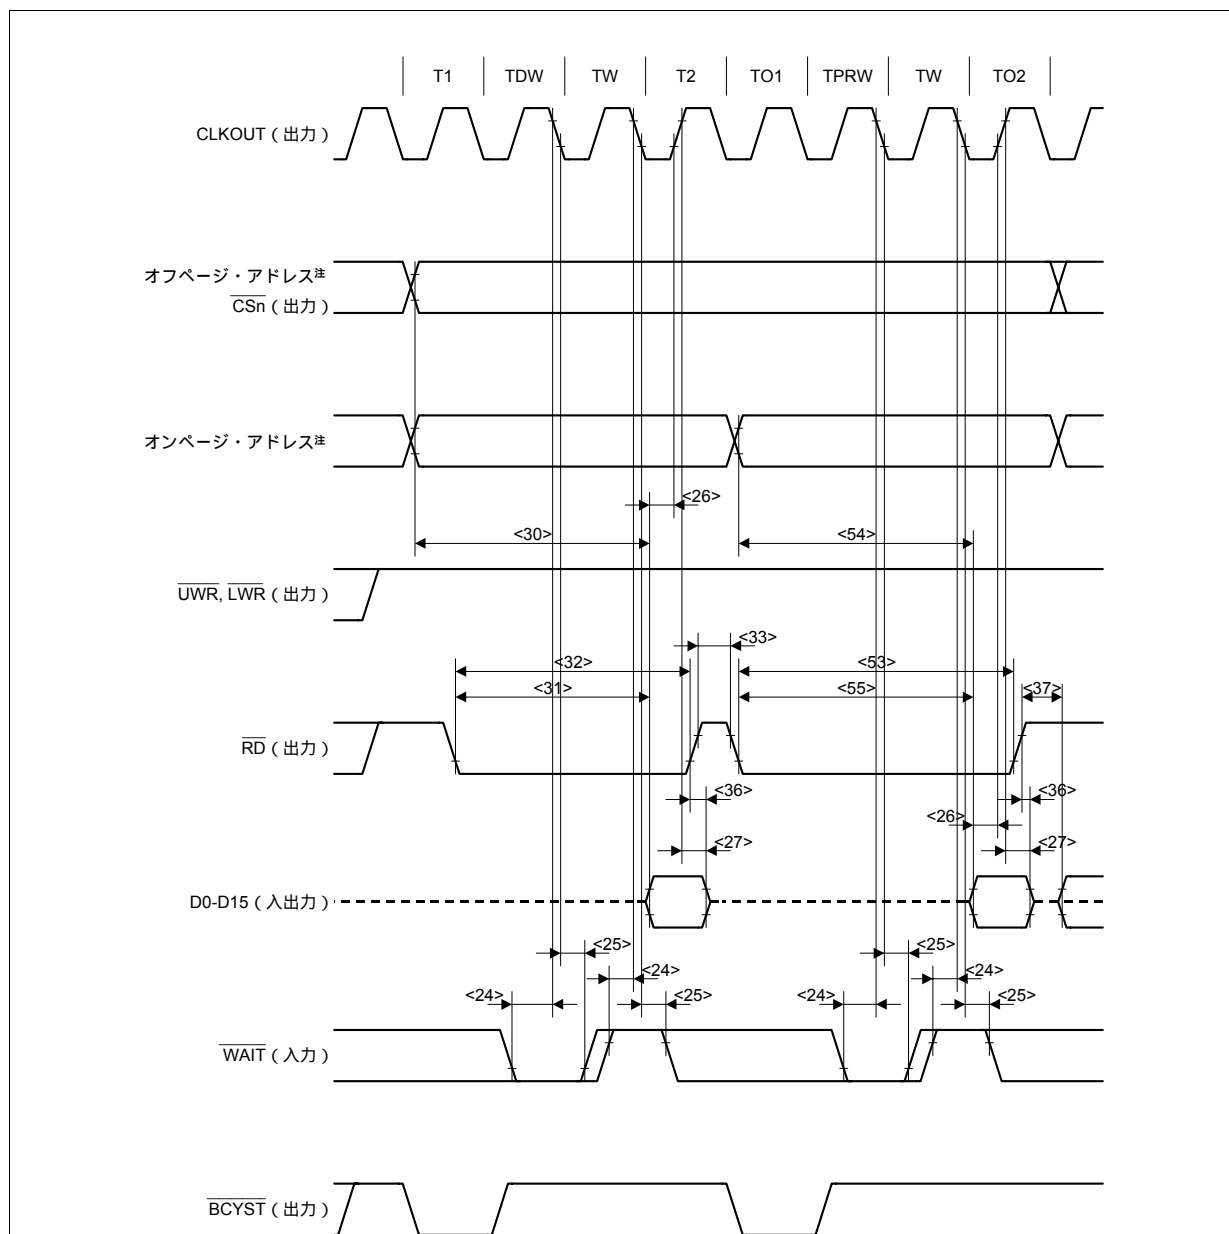 T1 TDW TW T2 TO1 TPRW TW TO2
CLKOUT（出力）
オフページ・アドレス注
CSn（出力）
オンページ・アドレス注
<26>
<30> <54>
UWR, LWR（出力）
<33>
<32> <53>
<31> <55> <37>
RD（出力）
<36> <36>
<26>
<27> <27>
D0-D15（入出力）
<25> <25>
<24> <24>
<24> <25> <24> <25>
WAIT（入力）
BCYST（出力）